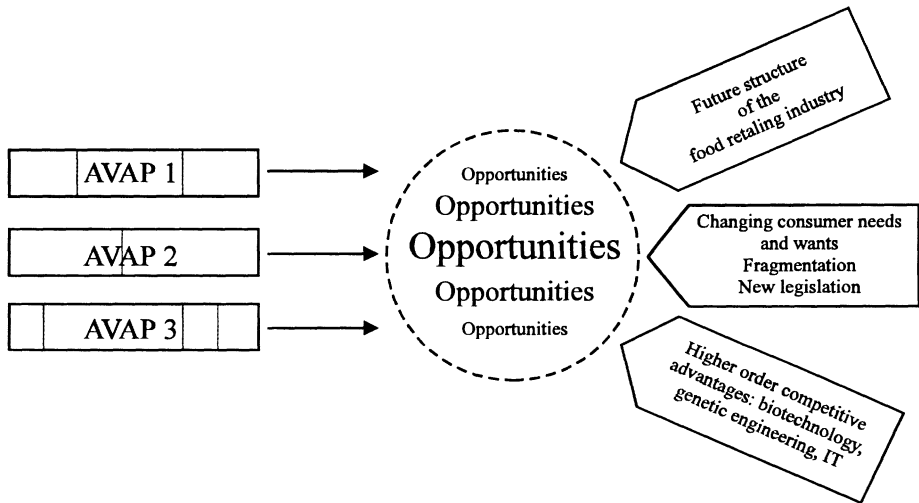 AVAP 1
AVAP 2
AVAP 3
Opportunities
Opportunities
Opportunities
Opportunities
Opportunities
Future structure
of the
food retaling industry
Changing consumer needs
and wants
Fragmentation
New legislation
Higher order competitive
advantages: biotechnology,
genetic engineering, IT